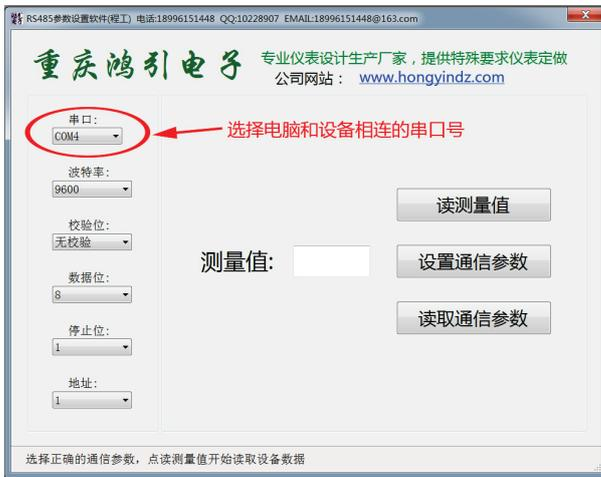 RS485参数设置软件(程工) 电话:18996151448 QQ:10228907 EMAIL:18996151448@163.com
重庆鸿引电子
专业仪表设计生产厂家，提供特殊要求仪表定做
公司网站： www.hongyindz.com
串口:
COM4
选择电脑和设备相连的串口号
波特率:
9600
校验位:
无校验
数据位:
8
停止位:
1
地址:
1
测量值:
读测量值
设置通信参数
读取通信参数
选择正确的通信参数，点读测量值开始读取设备数据